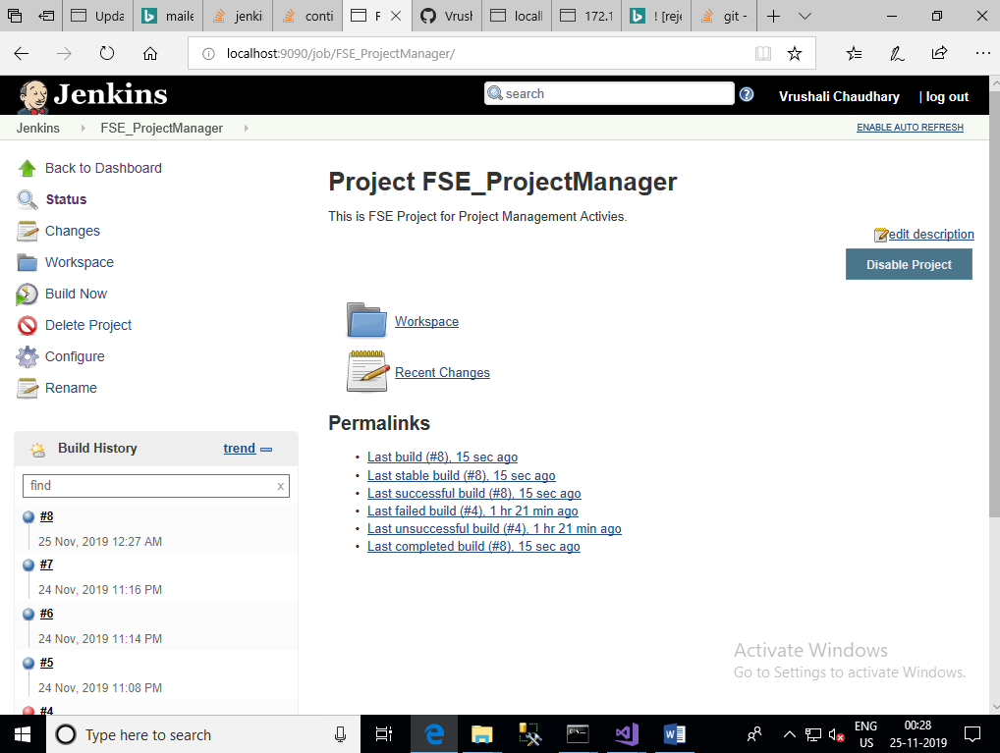 Upda
maile
jenki
conti
F
Vrush
locall
172.1
! [reje
git -
localhost:9090/job/FSE_ProjectManager/
Jenkins
search
Vrushali Chaudhary
| log out
Jenkins
FSE_ProjectManager
ENABLE AUTO REFRESH
Back to Dashboard
Status
Changes
Workspace
Build Now
Delete Project
Configure
Rename
Project FSE_ProjectManager
This is FSE Project for Project Management Activies.
edit description
Disable Project
Workspace
Recent Changes
Permalinks
Last build (#8), 15 sec ago
Last stable build (#8), 15 sec ago
Last successful build (#8), 15 sec ago
Last failed build (#4), 1 hr 21 min ago
Last unsuccessful build (#4), 1 hr 21 min ago
Last completed build (#8), 15 sec ago
Build History
trend
find
x
#8
25 Nov, 2019 12:27 AM
#7
24 Nov, 2019 11:16 PM
#6
24 Nov, 2019 11:14 PM
#5
24 Nov, 2019 11:08 PM
#4
Activate Windows
Go to Settings to activate Windows.
Type here to search
ENG
US
00:28
25-11-2019